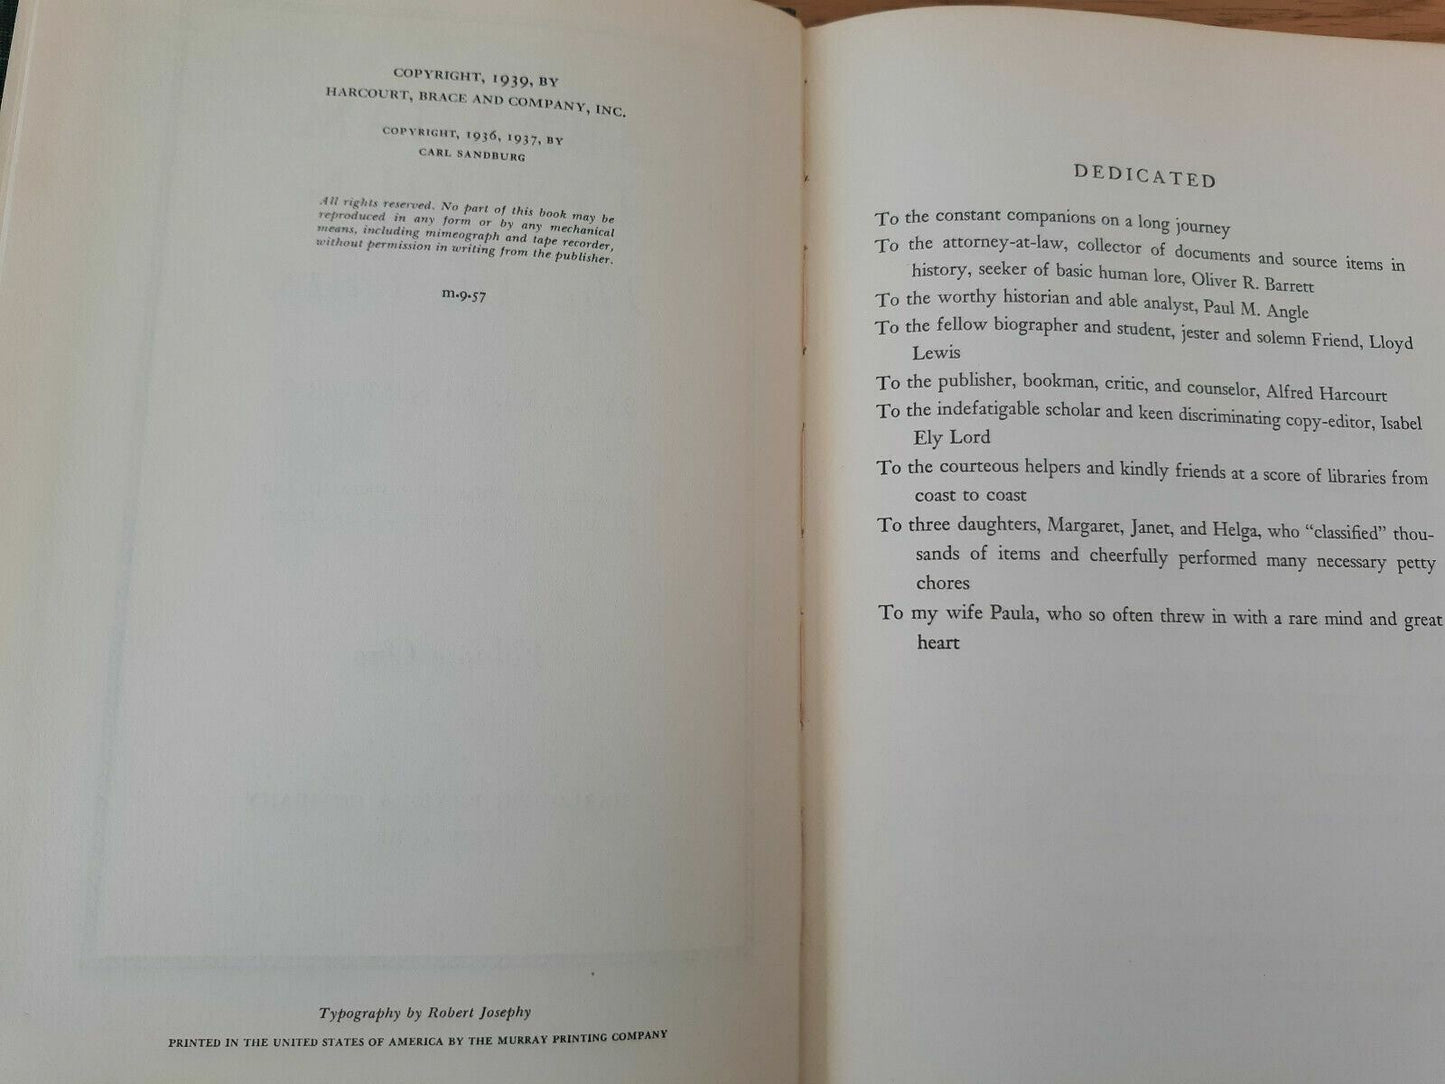 COPYRIGHT, 1939, BY
HARCOURT, BRACE AND COMPANY, INC.
COPYRIGHT, 1936, 1937, BY
CARL SANDBURG
All rights reserved. No part of this book may be
reproduced in any form or by any mechanical
means, including mimeograph and tape recorder,
without permission in writing from the publisher.
m.9.57
Typography by Robert Josephy
PRINTED IN THE UNITED STATES OF AMERICA BY THE MURRAY PRINTING COMPANY
DEDICATED
To the constant companions on a long journey
To the attorney-at-law, collector of documents and source items in
history, seeker of basic human lore, Oliver R. Barrett
To the worthy historian and able analyst, Paul M. Angle
To the fellow biographer and student, jester and solemn Friend, Lloyd
Lewis
To the publisher, bookman, critic, and counselor, Alfred Harcourt
To the indefatigable scholar and keen discriminating copy-editor, Isabel
Ely Lord
To the courteous helpers and kindly friends at a score of libraries from
coast to coast
To three daughters, Margaret, Janet, and Helga, who “classified” thou-
sands of items and cheerfully performed many necessary petty
chores
To my wife Paula, who so often threw in with a rare mind and great
heart